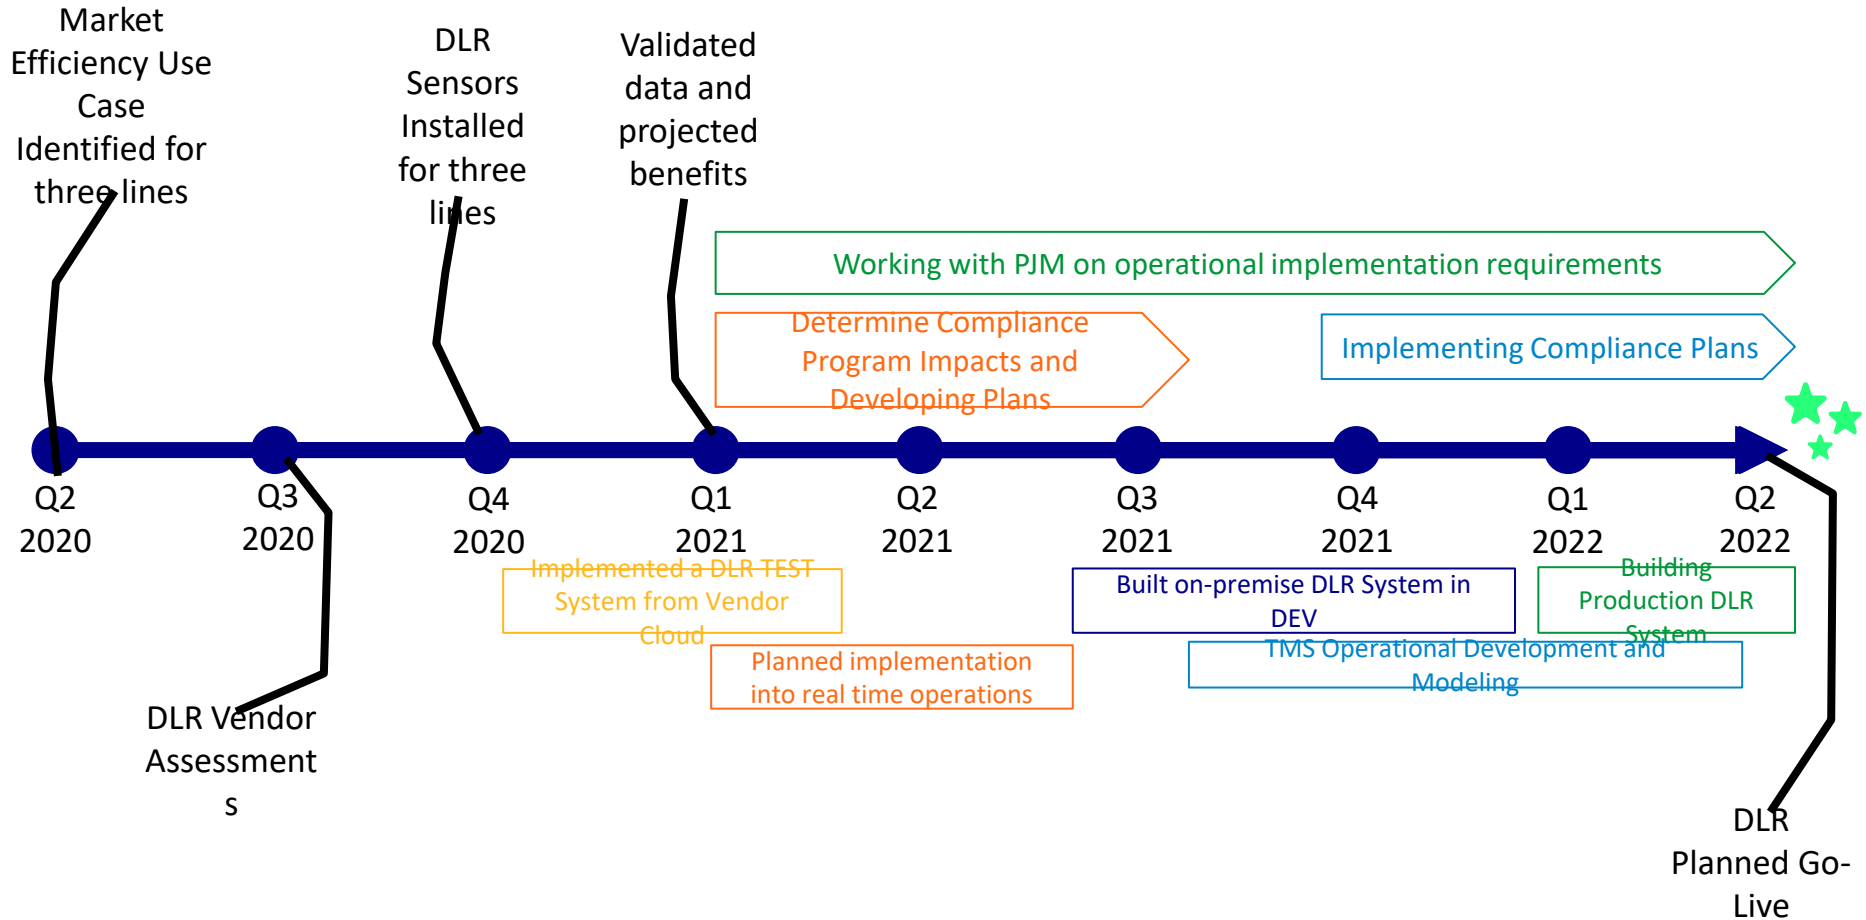 Market
Efficiency Use
Case
Identified for
three lines
DLR
Sensors
Installed
for three
lines
Validated
data and
projected
benefits
Working with PJM on operational implementation requirements
Determine Compliance
Program Impacts and
Developing Plans
Implementing Compliance Plans
Q2
2020
Q3
2020
Q4
2020
Q1
2021
Q2
2021
Q3
2021
Q4
2021
Q1
2022
Q2
2022
Implemented a DLR TEST
System from Vendor
Cloud
Built on-premise DLR System in
DEV
Building
Production DLR
System
Planned implementation
into real time operations
TMS Operational Development and
Modeling
DLR Vendor
Assessment
s
DLR
Planned Go-
Live